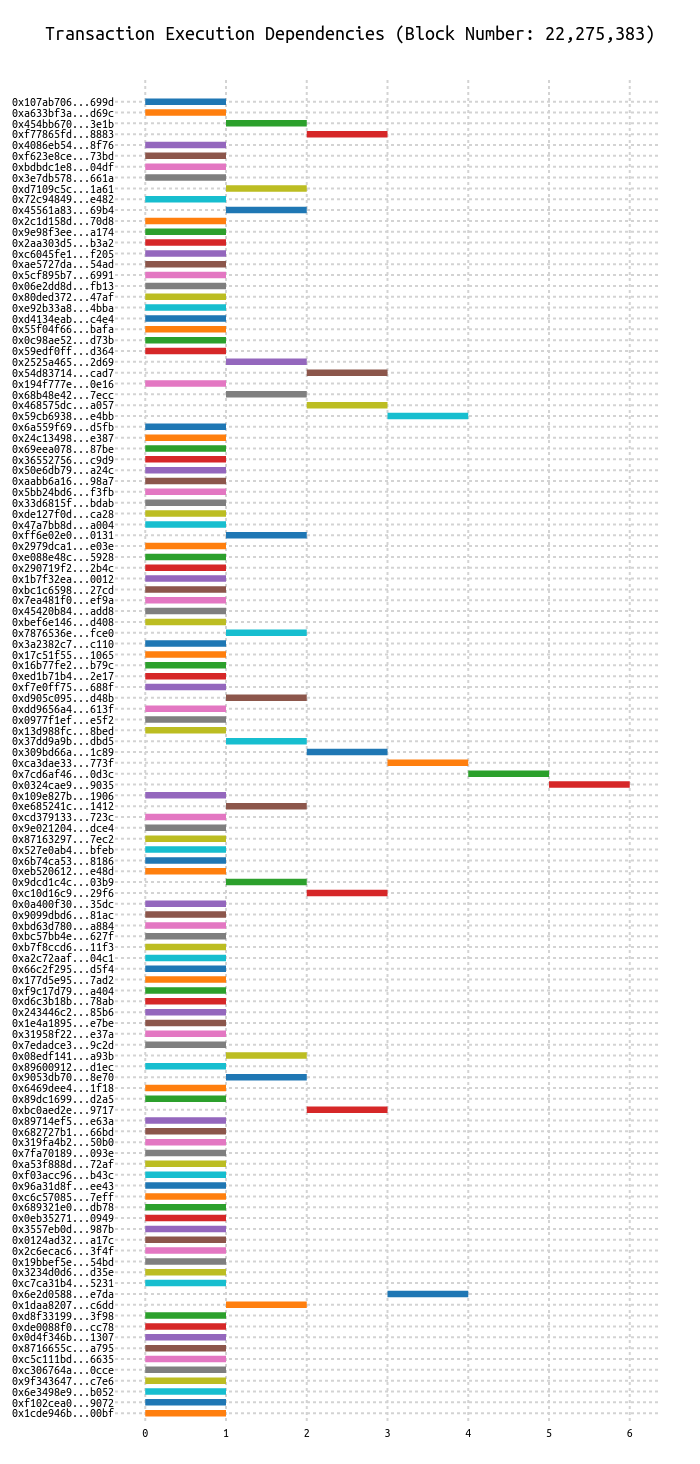 Transaction Execution Dependencies (Block Number: 22,275,383)
0x107ab706...699d
0xa633bf3a...d69c
0x454bb670...3e1b
0xf77865fd...8883
0x4086eb54...8f76
0xf623e8ce...73bd
0xbdbdc1e8...04df
0x3e7db578...661a
0xd7109c5c...1a61
0x72c94849...e482
0x45561a83...69b4
0x2c1d158d...70d8
0x9e98f3ee...a174
0x2aa303d5...b3a2
0xc6045fe1...f205
0xae5727da...54ad
0x5cf895b7...6991
0x06e2dd8d...fb13
0x80ded372...47af
0xe92b33a8...4bba
0xd4134eab...c4e4
0x55f04f66...bafa
0x0c98ae52...d73b
0x59edf0ff...d364
0x2525a465...2d69
0x54d83714...cad7
0x194f777e...0e16
0x68b48e42...7ecc
0x468575dc...a057
0x59cb6938...e4bb
0x6a559f69...d5fb
0x24c13498...e387
0x69eea078...87be
0x36552756...c9d9
0x50e6db79...a24c
0xaabb6a16...98a7
0x5bb24bd6...f3fb
0x33d6815f...bdab
0xde127f0d...ca28
0x47a7bb8d...a004
0xff6e02e0...0131
0x2979dca1...e03e
0xe088e48c...5928
0x290719f2...2b4c
0x1b7f32ea...0012
0xbc1c6598...27cd
0x7ea481f0...ef9a
0x45420b84...add8
0xbef6e146...d408
0x7876536e...fce0
0x3a2382c7...c110
0x17c51f55...1065
0x16b77fe2...b79c
0xed1b71b4...2e17
0xf7e0ff75...688f
0xd905c095...d48b
0xdd9656a4...613f
0x0977f1ef...e5f2
0x13d988fc...8bed
0x37dd9a9b...dbd5
0x309bd66a...1c89
0xca3dae33...773f
0x7cd6af46...0d3c
0x0324cae9...9035
0x109e827b...1906
0xe685241c...1412
0xcd379133...723c
0x9e021204...dce4
0x87163297...7ec2
0x527e0ab4...bfeb
0x6b74ca53...8186
0xeb520612...e48d
0x9dcd1c4c...03b9
0xc10d16c9...29f6
0x0a400f30...35dc
0x9099dbd6...81ac
0xbd63d780...a884
0xbc57bb4e...627f
0xb7f8ccd6...11f3
0xa2c72aaf...04c1
0x66c2f295...d5f4
0x177d5e95...7ad2
0xf9c17d79...a404
0xd6c3b18b...78ab
0x243446c2...85b6
0x1e4a1895...e7be
0x31958f22...e37a
0x7edadce3...9c2d
0x08edf141...a93b
0x89600912...d1ec
0x9053db70...8e70
0x6469dee4...1f18
0x89dc1699...d2a5
0xbc0aed2e...9717
0x89714ef5...e63a
0x682727b1...66bd
0x319fa4b2...50b0
0x7fa70189...093e
0xa53f888d...72af
0xf03acc96...b43c
0x96a31d8f...ee43
0xc6c57085...7eff
0x689321e0...db78
0x0eb35271...0949
0x3557eb0d...987b
0x0124ad32...a17c
0x2c6ecac6...3f4f
0x19bbef5e...54bd
0x3234d0d6...d35e
0xc7ca31b4...5231
0x6e2d0588...e7da
0x1daa8207...c6dd
0xd8f33199...3f98
0xde0088f0...cc78
0x0d4f346b...1307
0x8716655c...a795
0xc5c111bd...6635
0xc306764a...0cce
0x9f343647...c7e6
0x6e3498e9...b052
0xf102cea0...9072
0x1cde946b...00bf
0 1 2 3 4 5 6